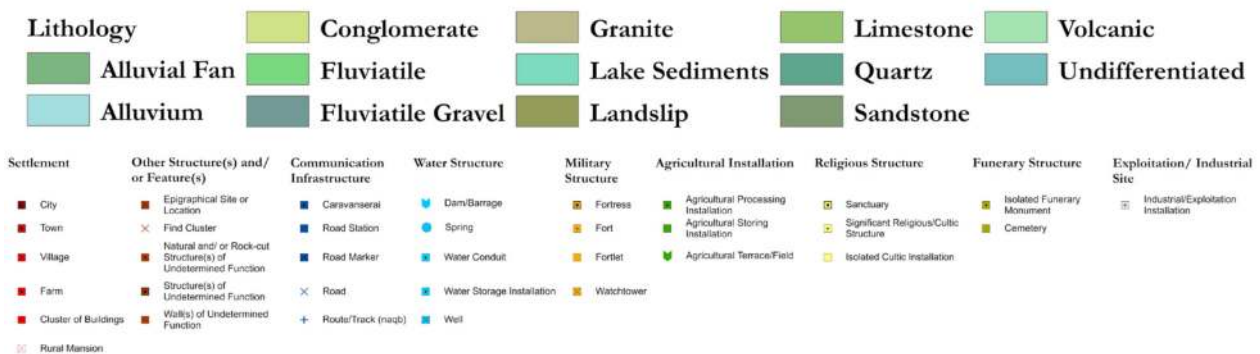 Lithology
Conglomerate
Granite
Limestone
Volcanic
Alluvial Fan
Fluviatile
Lake Sediments
Quartz
Undifferentiated
Alluvium
Fluviatile Gravel
Landslip
Sandstone
Settlement
City
Town
Village
Farm
Cluster of Buildings
Rural Mansion
Other Structure(s) and/
or Feature(s)
Epigraphical Site or
Location
Find Cluster
Natural and/ or Rock-cut
Structure(s) of
Undetermined Function
Structure(s) of
Undetermined Function
Wall(s) of Undetermined
Function
Communication
Infrastructure
Caravanserai
Road Station
Road Marker
Road
Route/Track (naqb)
Water Structure
Dam/Barrage
Spring
Water Conduit
Water Storage Installation
Well
Military
Structure
Fortress
Fort
Fortlet
Watchtower
Agricultural Installation
Agricultural Processing
Installation
Agricultural Storing
Installation
Agricultural Terrace/Field
Religious Structure
Sanctuary
Significant Religious/Cultic
Structure
Isolated Cultic Installation
Funerary Structure
Isolated Funerary
Monument
Cemetery
Exploitation/ Industrial
Site
Industrial/Exploitation
Installation